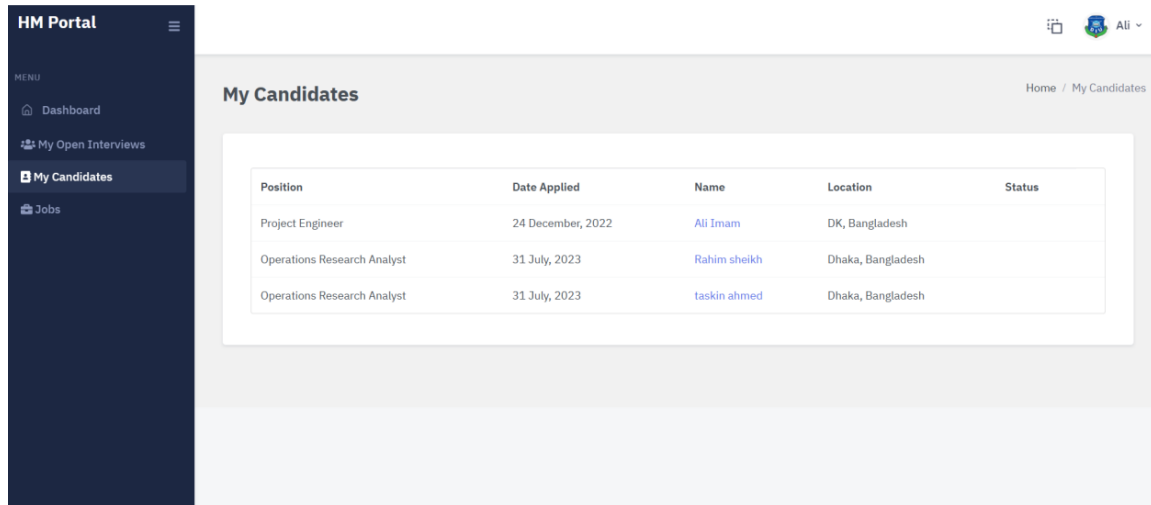 HM Portal
Ali
MENU
Dashboard
My Open Interviews
My Candidates
Jobs
My Candidates
Home / My Candidates
Position Date Applied Name Location Status
Project Engineer 24 December, 2022 Ali Imam DK, Bangladesh
Operations Research Analyst 31 July, 2023 Rahim sheikh Dhaka, Bangladesh
Operations Research Analyst 31 July, 2023 taskin ahmed Dhaka, Bangladesh